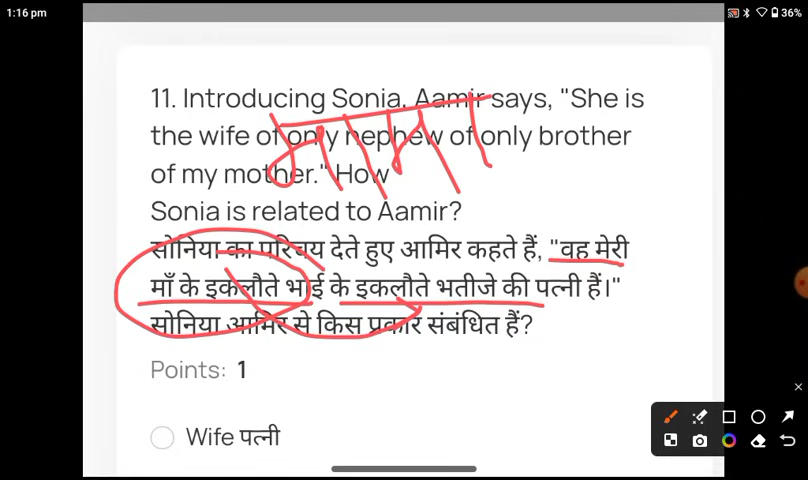 1:16 pm
36%
11. Introducing Sonia, Aamir says, "She is
the wife of only nephew of only brother
of my mother." How
Sonia is related to Aamir?
मामा
सोनिया का परिचय देते हुए आमिर कहते हैं, "वह मेरी
माँ के इकलौते भाई के इकलौते भतीजे की पत्नी हैं।"
सोनिया आमिर से किस प्रकार संबंधित हैं?
Points: 1
Wife पत्नी